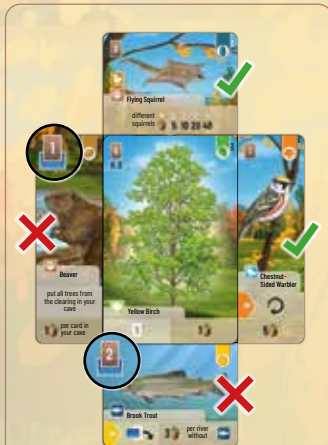 Flying Squirrel
different
squirrels
5 10 20 40
1
Beaver
put all trees from
the clearing in your
cave
per card in
your cave
Yellow Birch
1
Chestnut-
Sided Warbler
2
Brook Trout
per river
without